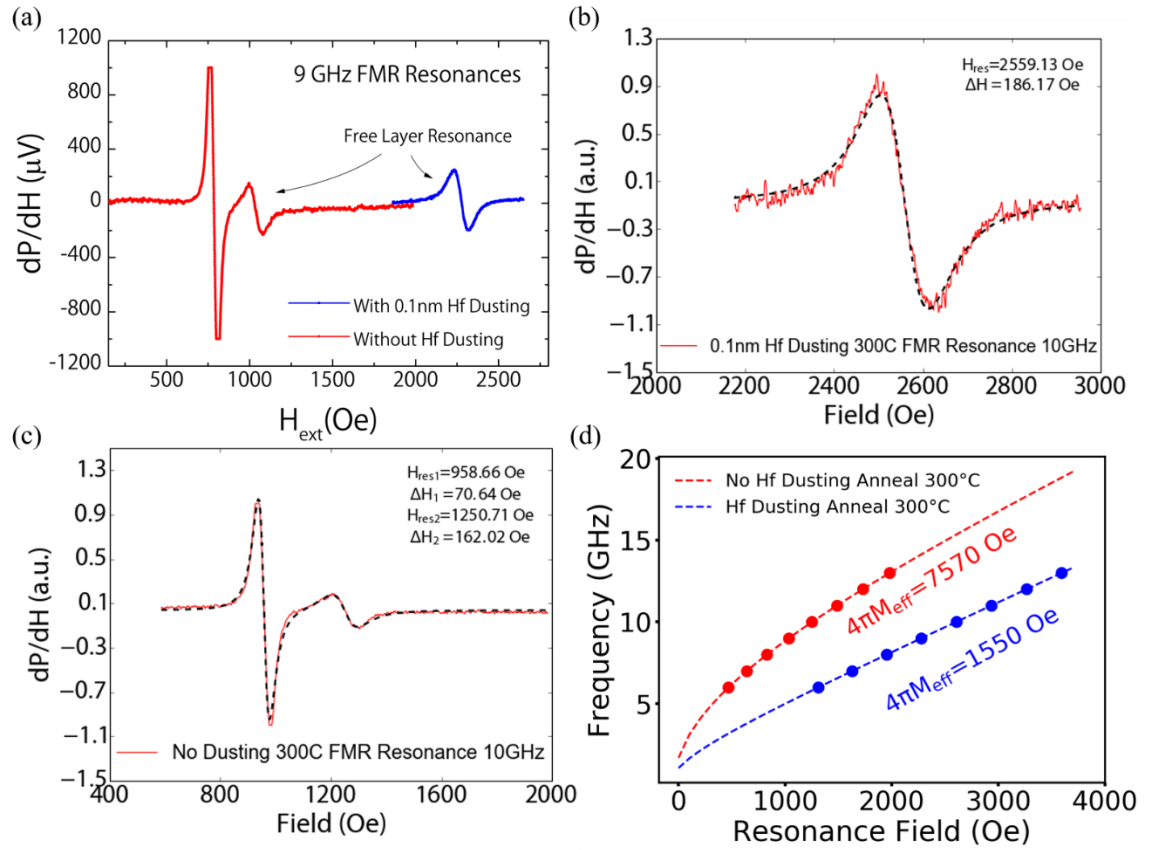 (a)
1200
800
400
0
-400
-800
-1200
dP/dH (μV)
9 GHz FMR Resonances
Free Layer Resonance
With 0.1nm Hf Dusting
Without Hf Dusting
500
1000
1500
2000
2500
H_ext(Oe)
(b)
1.3
0.9
0.5
0.1
−0.3
−0.7
−1.1
−1.5
dP/dH (a.u.)
H_res=2559.13 Oe
ΔH=186.17 Oe
0.1nm Hf Dusting 300C FMR Resonance 10GHz
2000
2200
2400
2600
2800
3000
Field (Oe)
(c)
1.3
0.9
0.5
0.1
−0.3
−0.7
−1.1
−1.5
dP/dH (a.u.)
H_res1=958.66 Oe
ΔH_1=70.64 Oe
H_res2=1250.71 Oe
ΔH_2=162.02 Oe
No Dusting 300C FMR Resonance 10GHz
400
800
1200
1600
2000
Field (Oe)
(d)
20
15
10
5
Frequency (GHz)
No Hf Dusting Anneal 300°C
Hf Dusting Anneal 300°C
4πM_eff=7570 Oe
4πM_eff=1550 Oe
0
1000
2000
3000
4000
Resonance Field (Oe)